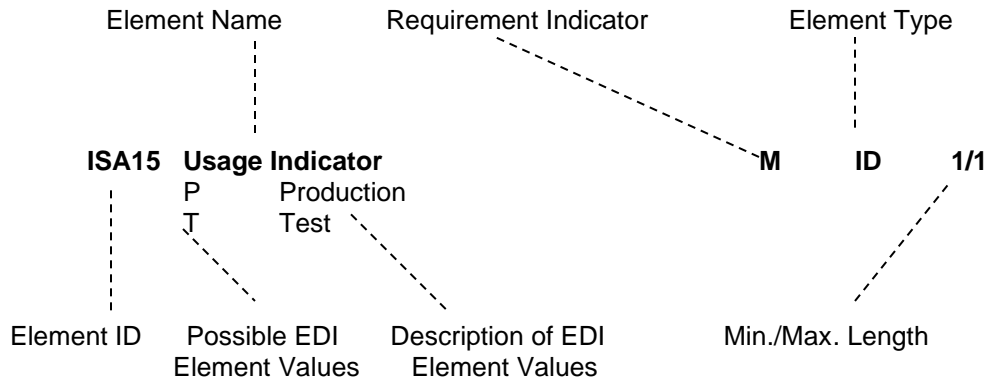 Element Name Requirement Indicator Element Type
ISA15 Usage Indicator M ID 1/1
P Production
T Test
Element ID Possible EDI Description of EDI Min./Max. Length
Element Values Element Values